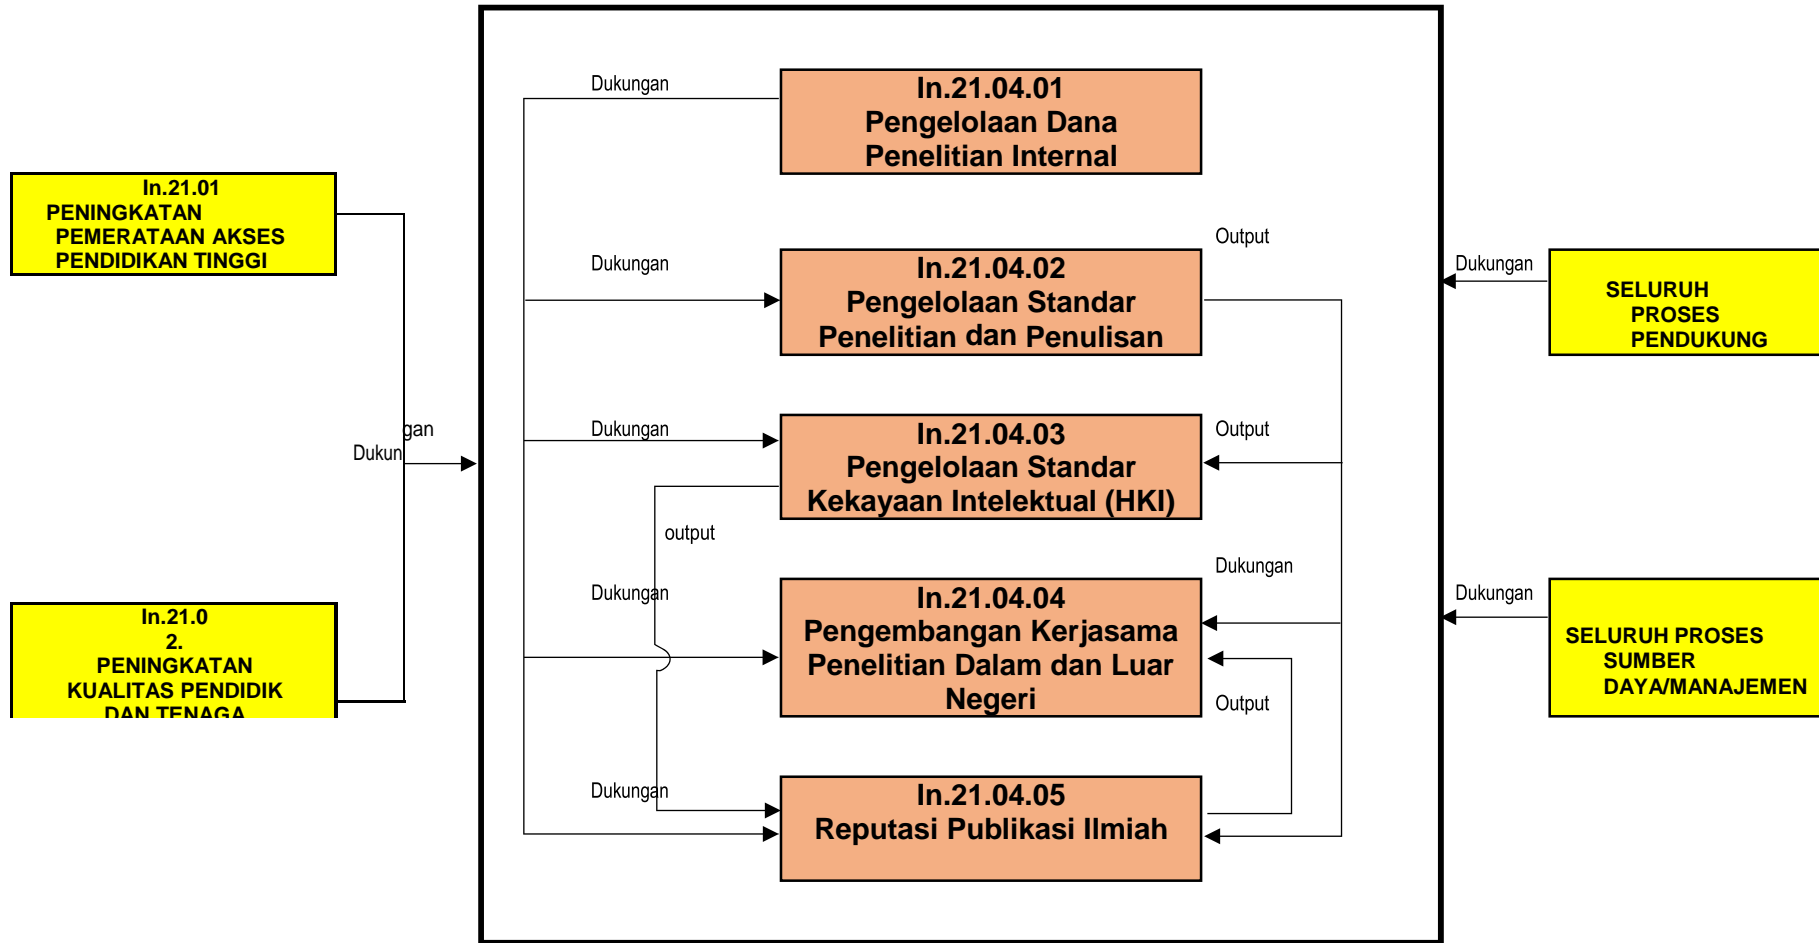 Dukungan
In.21.04.01
Pengelolaan Dana
Penelitian Internal
In.21.01
PENINGKATAN
PEMERATAAN AKSES
PENDIDIKAN TINGGI
Dukungan
In.21.04.02
Pengelolaan Standar
Penelitian dan Penulisan
Output
Dukungan
SELURUH
PROSES
PENDUKUNG
gan
Dukun
Dukungan
In.21.04.03
Pengelolaan Standar
Kekayaan Intelektual (HKI)
Output
output
Dukungan
In.21.04.04
Pengembangan Kerjasama
Penelitian Dalam dan Luar
Negeri
Dukungan
Output
Dukungan
SELURUH PROSES
SUMBER
DAYA/MANAJEMEN
In.21.0
2.
PENINGKATAN
KUALITAS PENDIDIK
DAN TENAGA
Dukungan
In.21.04.05
Reputasi Publikasi Ilmiah